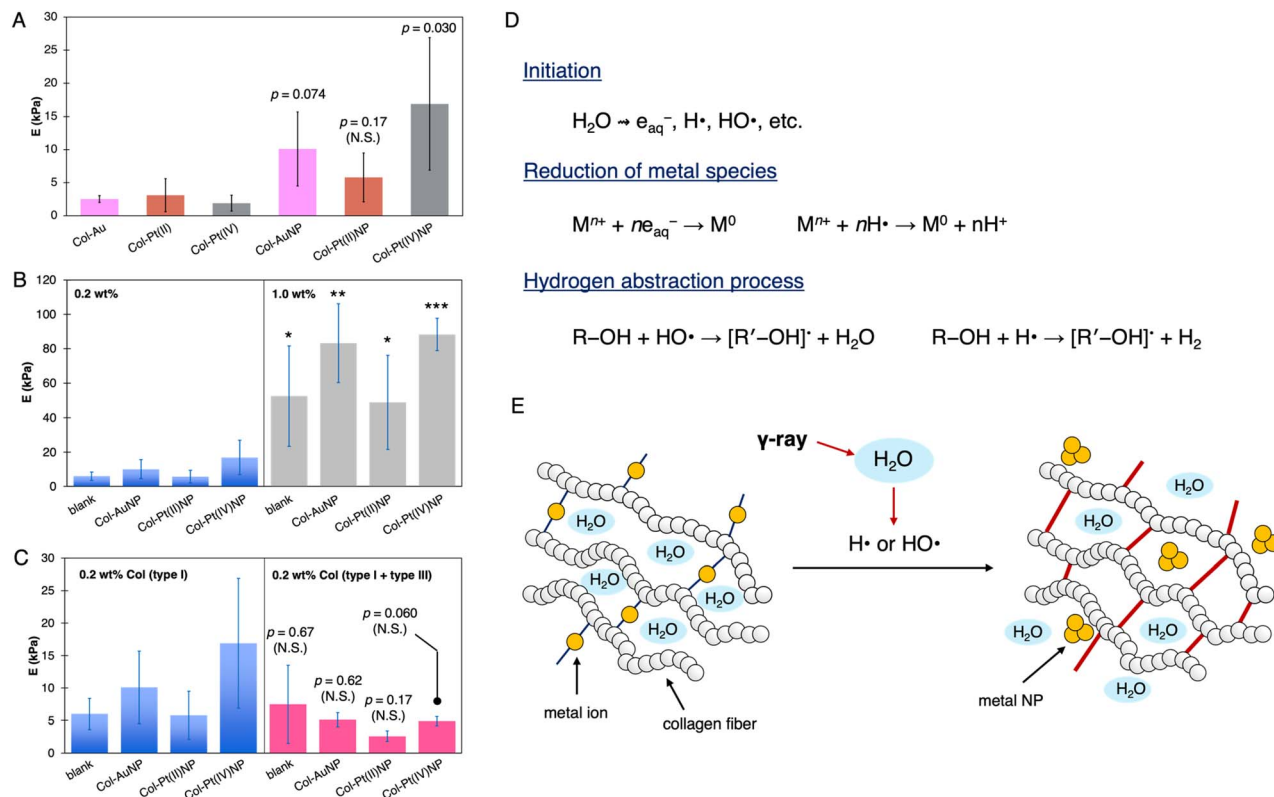 A
30
25
20
15
10
5
0
E (kPa)
p = 0.074
p = 0.17
(N.S.)
p = 0.030
Col-Au
Col-Pt(II)
Col-Pt(IV)
Col-AuNP
Col-Pt(II)NP
Col-Pt(IV)NP
B
120
100
80
60
40
20
0
E (kPa)
0.2 wt%
1.0 wt%
*
**
*
***
blank
Col-AuNP
Col-Pt(II)NP
Col-Pt(IV)NP
blank
Col-AuNP
Col-Pt(II)NP
Col-Pt(IV)NP
C
30
25
20
15
10
5
0
E (kPa)
0.2 wt% Col (type I)
0.2 wt% Col (type I + type III)
p = 0.67
(N.S.)
p = 0.62
(N.S.)
p = 0.17
(N.S.)
p = 0.060
(N.S.)
blank
Col-AuNP
Col-Pt(II)NP
Col-Pt(IV)NP
blank
Col-AuNP
Col-Pt(II)NP
Col-Pt(IV)NP
D
Initiation
H₂O ⇝ eaq⁻, H•, HO•, etc.
Reduction of metal species
Mⁿ⁺ + neaq⁻ → M⁰
Mⁿ⁺ + nH• → M⁰ + nH⁺
Hydrogen abstraction process
R–OH + HO• → [R′–OH]• + H₂O
R–OH + H• → [R′–OH]• + H₂
E
γ-ray
H₂O
H• or HO•
H₂O
H₂O
H₂O
H₂O
H₂O
metal ion
collagen fiber
H₂O
H₂O
H₂O
H₂O
H₂O
H₂O
metal NP